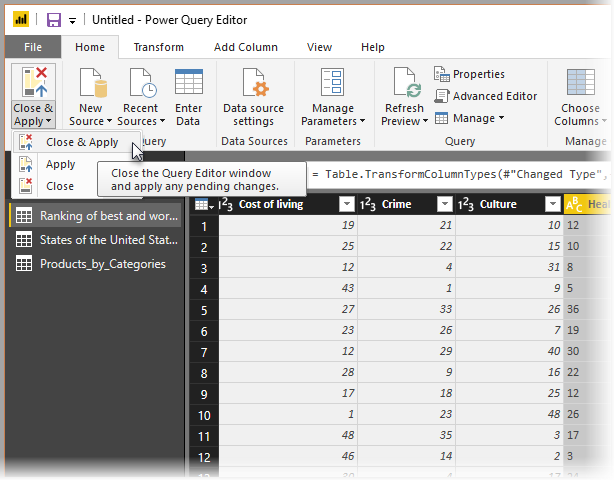 Untitled - Power Query Editor
File Home Transform Add Column View Help
Close & Apply
New Source
Recent Sources
Enter Data
Data source settings
Manage Parameters
Refresh Preview
Properties
Advanced Editor
Manage
Choose Columns
Query Data Sources Parameters Query Manage
Close & Apply
Apply
Close
Close the Query Editor window
and apply any pending changes.
= Table.TransformColumnTypes(#"Changed Type",
Ranking of best and wor...
States of the United Stat...
Products_by_Categories
1²3 Cost of living 1²3 Crime 1²3 Culture ABC Heal
1 19 21 10 12
2 25 22 15 10
3 12 4 31 8
4 43 1 9 5
5 27 33 26 36
6 23 26 7 19
7 12 29 40 30
8 28 9 16 22
9 17 18 25 12
10 1 23 48 26
11 48 35 3 17
12 46 14 2 3